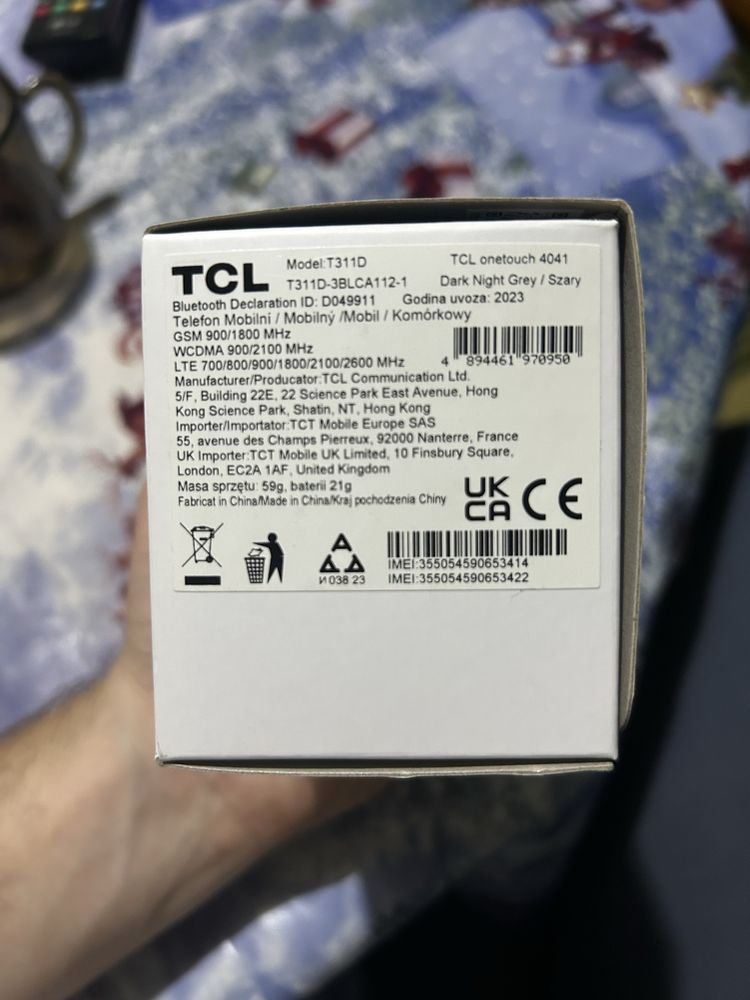 TCL
Model:T311D
TCL onetouch 4041
T311D-3BLCA112-1
Dark Night Grey / Szary
Bluetooth Declaration ID: D049911
Godina uvoza: 2023
Telefon Mobilni / Mobilný /Mobil / Komórkowy
GSM 900/1800 MHz
WCDMA 900/2100 MHz
LTE 700/800/900/1800/2100/2600 MHz
4 894461 970950
Manufacturer/Producator:TCL Communication Ltd.
5/F, Building 22E, 22 Science Park East Avenue, Hong
Kong Science Park, Shatin, NT, Hong Kong
Importer/Importator:TCT Mobile Europe SAS
55, avenue des Champs Pierreux, 92000 Nanterre, France
UK Importer:TCT Mobile UK Limited, 10 Finsbury Square,
London, EC2A 1AF, United Kingdom
Masa sprzętu: 59g, baterii 21g
Fabricat in China/Made in China/Kraj pochodzenia Chiny
UK
CA
CE
И 038 23
IMEI:355054590653414
IMEI:355054590653422